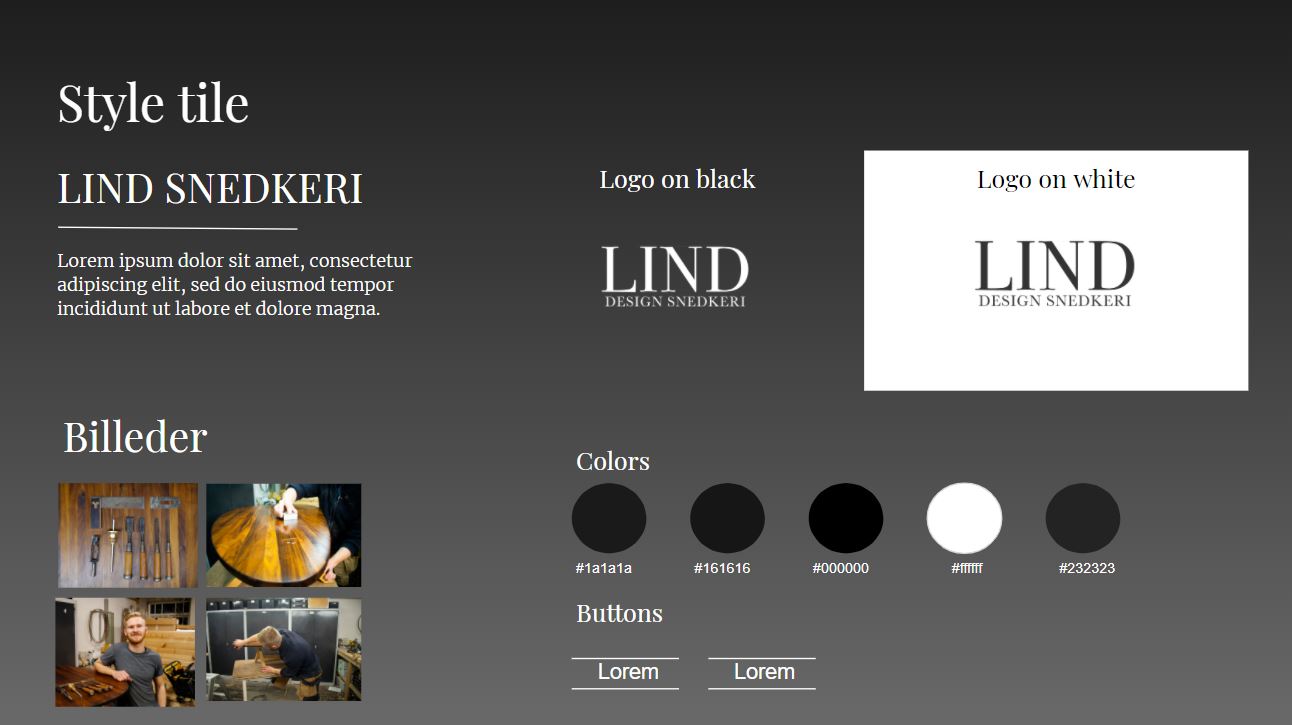 Style tile
LIND SNEDKERI
Lorem ipsum dolor sit amet, consectetur
adipiscing elit, sed do eiusmod tempor
incididunt ut labore et dolore magna.
Logo on black
LIND
DESIGN SNEDKERI
Logo on white
LIND
DESIGN SNEDKERI
Billeder
Colors
#1a1a1a
#161616
#000000
#ffffff
#232323
Buttons
Lorem
Lorem